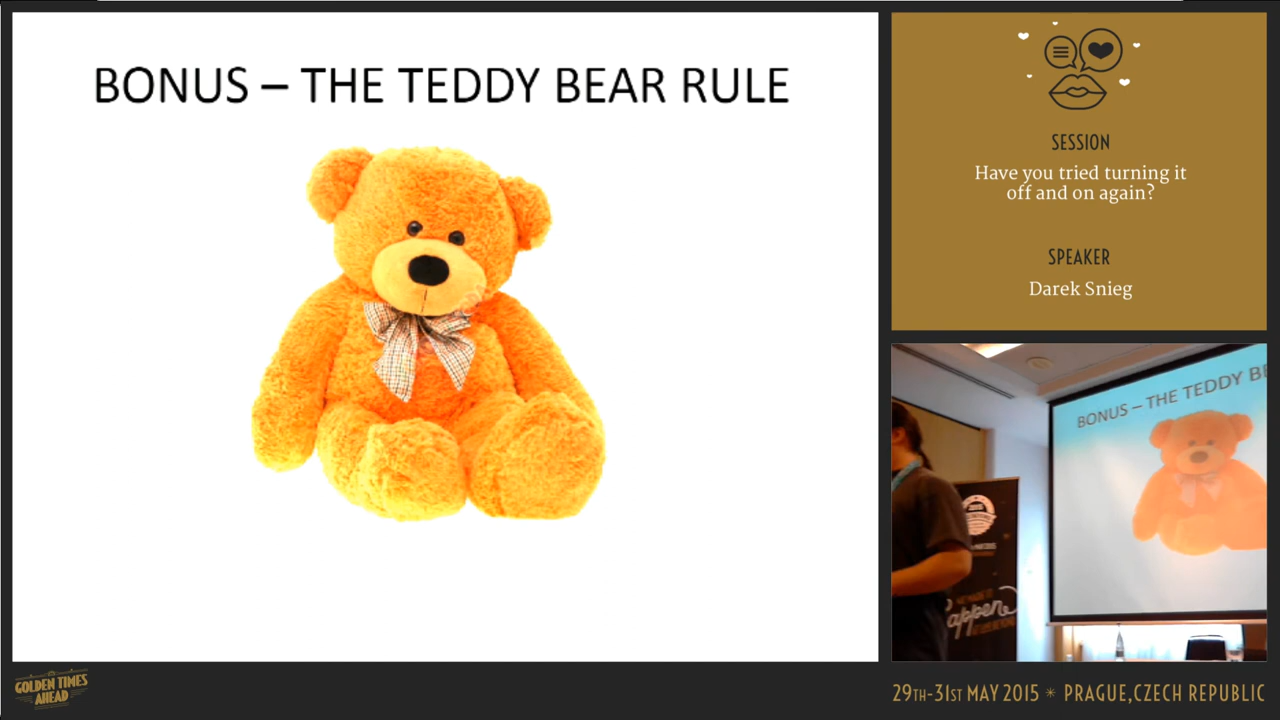 BONUS – THE TEDDY BEAR RULE
SESSION
Have you tried turning it
off and on again?
SPEAKER
Darek Snieg
BONUS – THE TEDDY BE
appen
GOLDEN TIMES
AHEAD
29TH-31ST MAY 2015 * PRAGUE,CZECH REPUBLIC